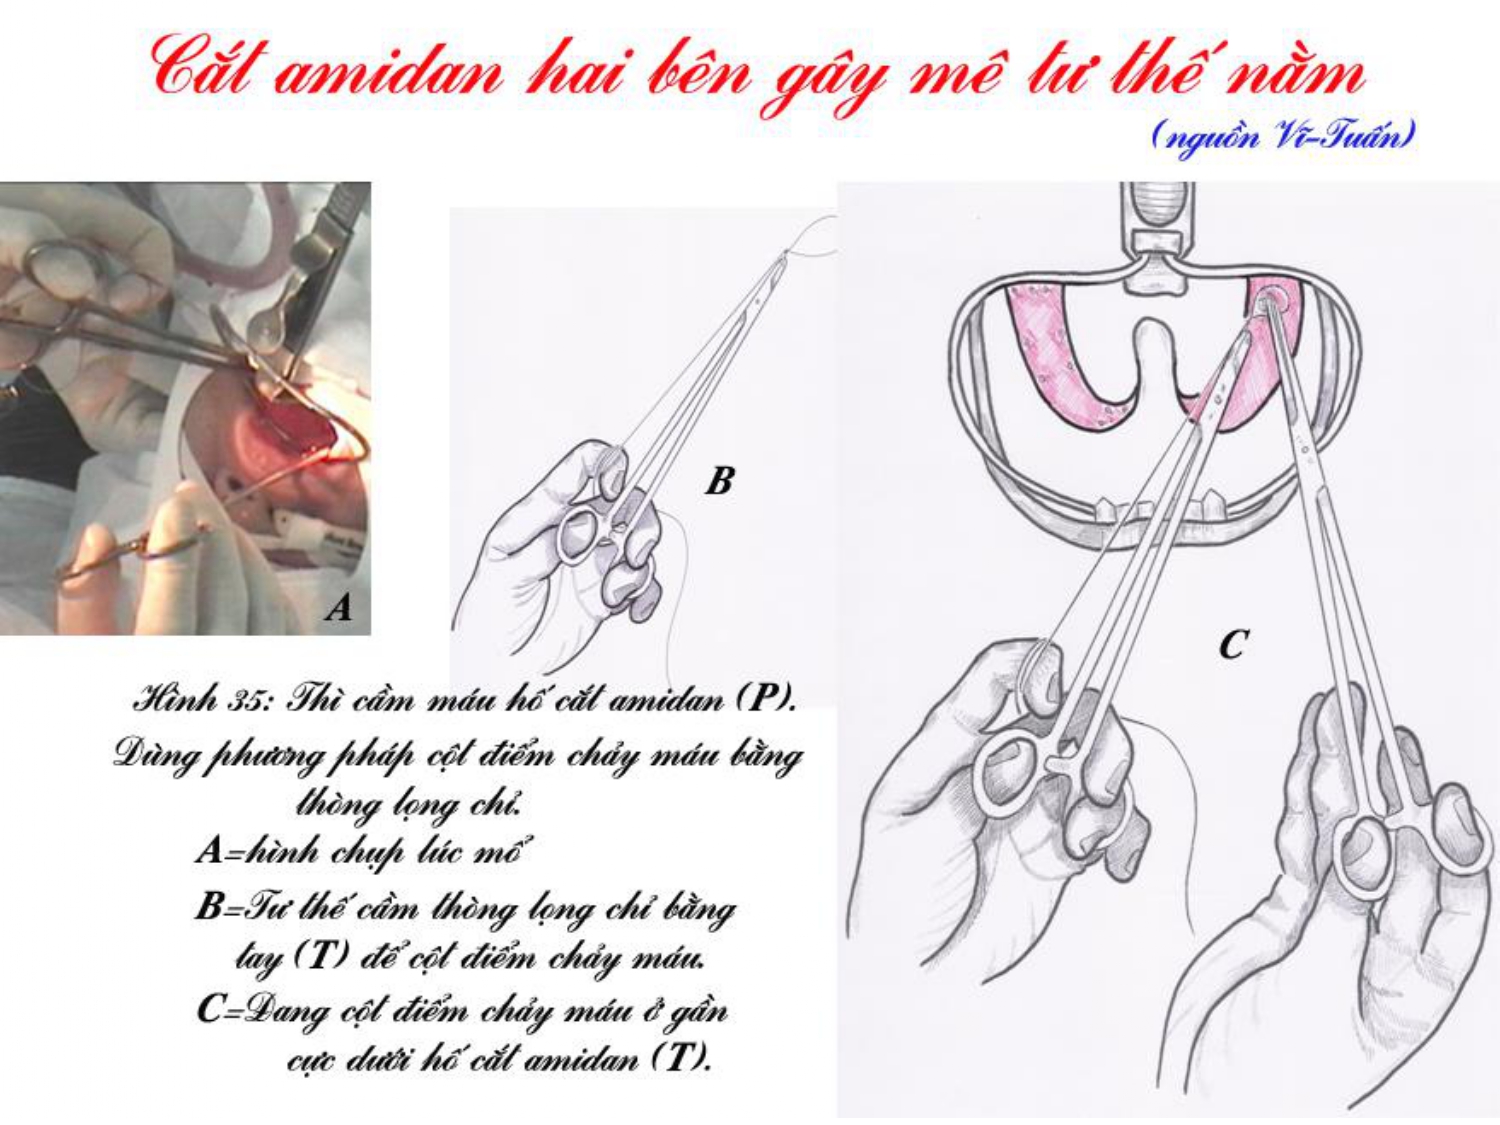 Cắt amidan hai bên gây mê tư thế nằm
(nguồn Vĩ-Tuấn)
A
B
C
Hình 35: Thì cầm máu hố cắt amidan (P).
Dùng phương pháp cột điểm chảy máu bằng
thòng lọng chỉ.
A=hình chụp lúc mổ
B=Tư thế cầm thòng lọng chỉ bằng
tay (T) để cột điểm chảy máu.
C=Đang cột điểm chảy máu ở gần
cực dưới hố cắt amidan (T).